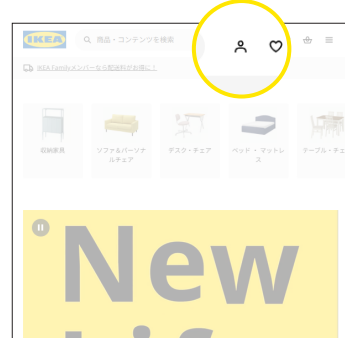 IKEA
商品・コンテンツを検索
IKEA Familyメンバーなら配送料がお得に！
収納家具
ソファ&パーソナルチェア
デスク・チェア
ベッド・マットレス
テーブル・チェ
New